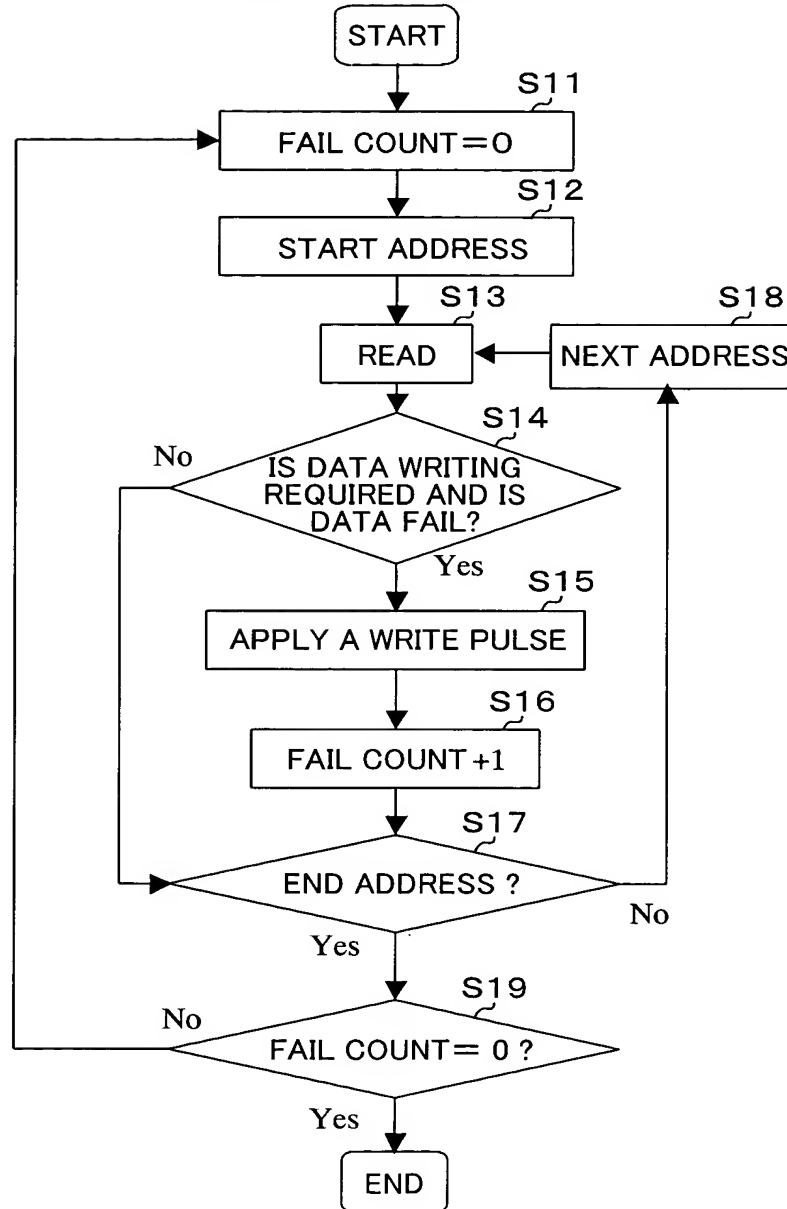 START
S11
FAIL COUNT=0
S12
START ADDRESS
S13
READ
S18
NEXT ADDRESS
S14
No
IS DATA WRITING
REQUIRED AND IS
DATA FAIL?
Yes
S15
APPLY A WRITE PULSE
S16
FAIL COUNT +1
S17
END ADDRESS ?
No
Yes
S19
No
FAIL COUNT= 0 ?
Yes
END